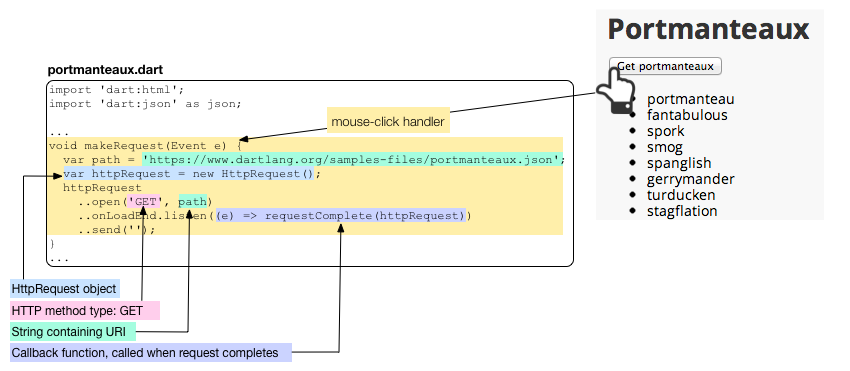 Portmanteaux
Get portmanteaux
portmanteau
fantabulous
spork
smog
spanglish
gerrymander
turducken
stagflation
portmanteaux.dart
import 'dart:html';
import 'dart:json' as json;
...
mouse-click handler
void makeRequest(Event e) {
var path = 'https://www.dartlang.org/samples-files/portmanteaux.json';
var httpRequest = new HttpRequest();
httpRequest
..open('GET', path)
..onLoadEnd.listen((e) => requestComplete(httpRequest))
..send('');
}
...
HttpRequest object
HTTP method type: GET
String containing URI
Callback function, called when request completes